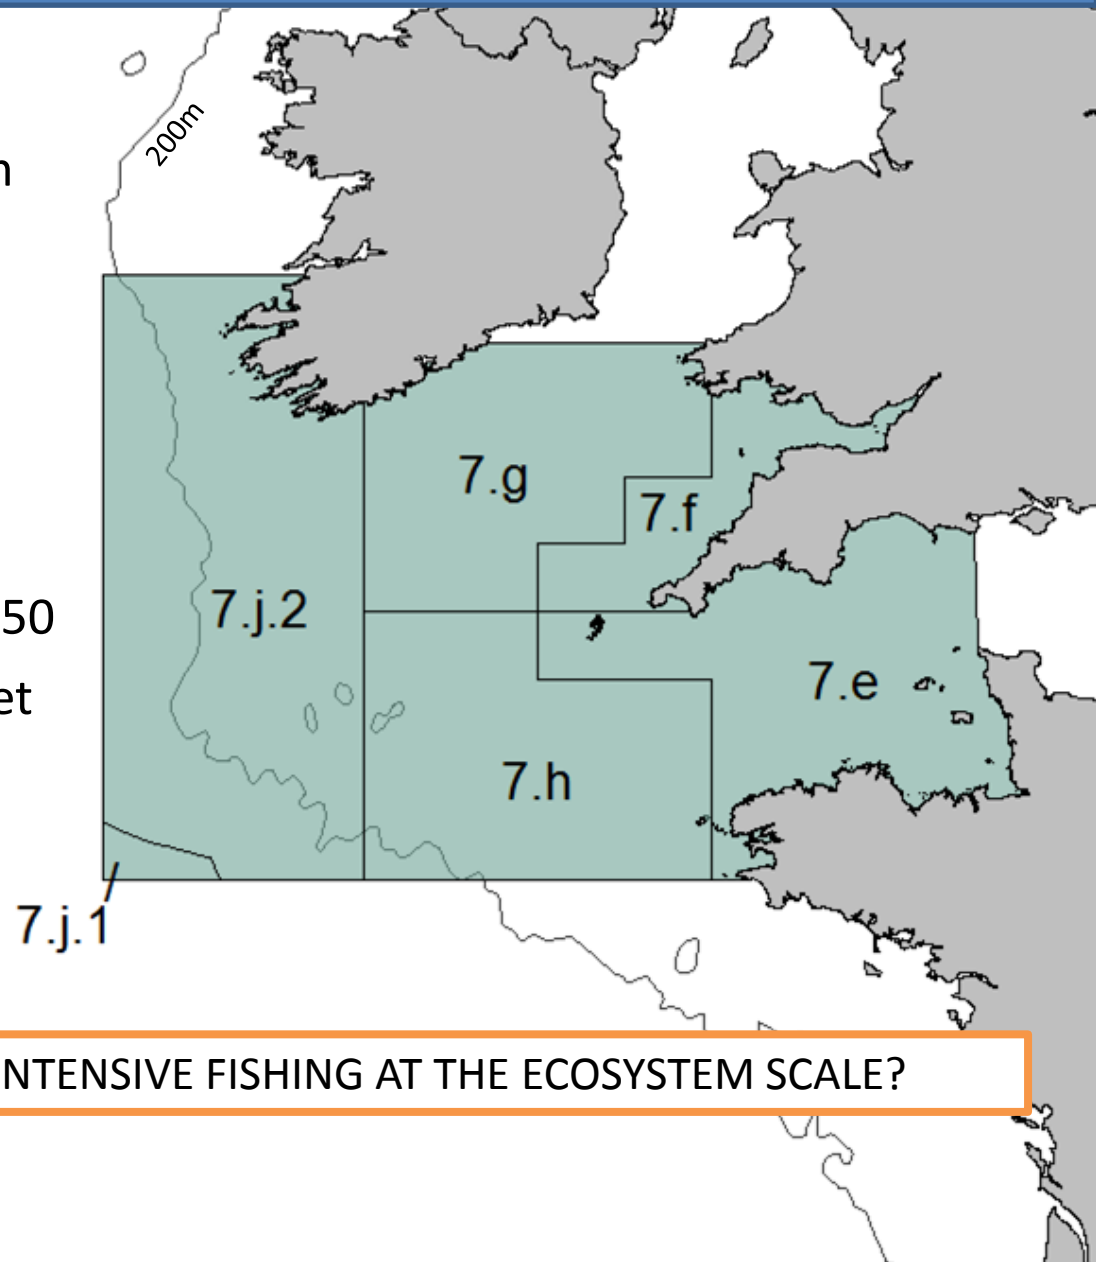 200m
n
7.g
7.f
50
7.j.2
et
7.e
7.h
7.j.1
NTENSIVE FISHING AT THE ECOSYSTEM SCALE?